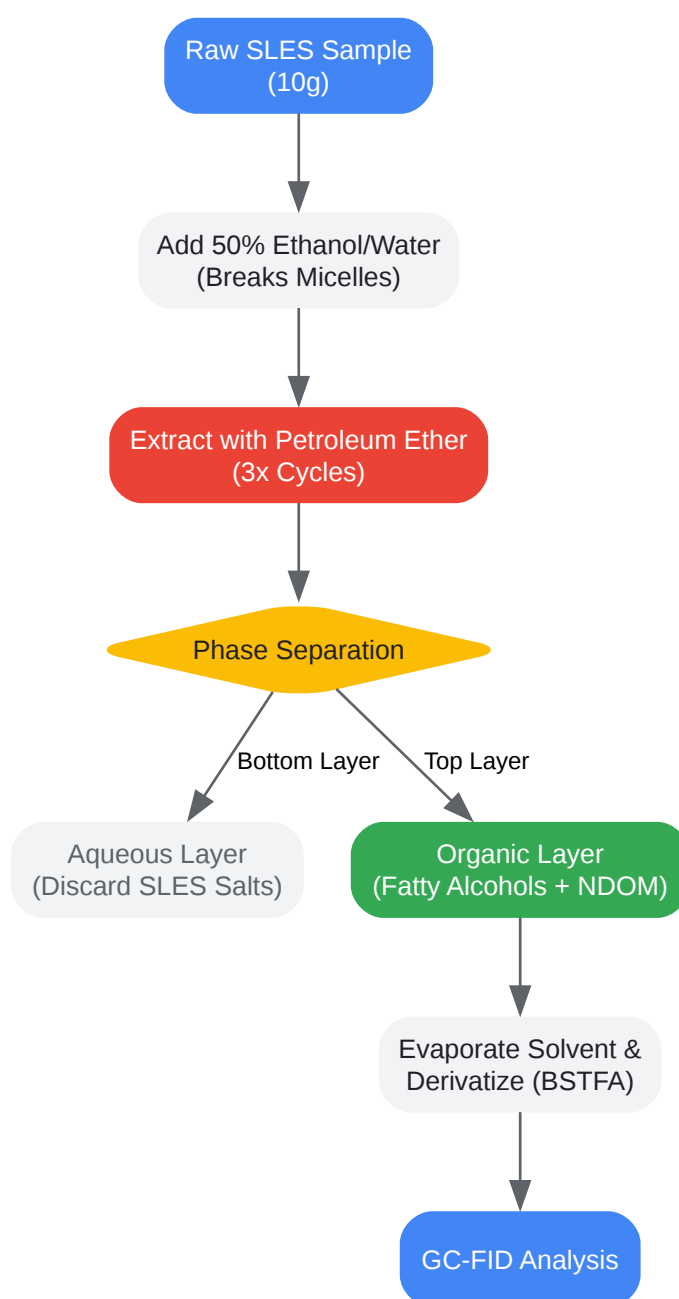 Raw SLES Sample
(10g)
Add 50% Ethanol/Water
(Breaks Micelles)
Extract with Petroleum Ether
(3x Cycles)
Phase Separation
Bottom Layer
Top Layer
Aqueous Layer
(Discard SLES Salts)
Organic Layer
(Fatty Alcohols + NDOM)
Evaporate Solvent &
Derivatize (BSTFA)
GC-FID Analysis